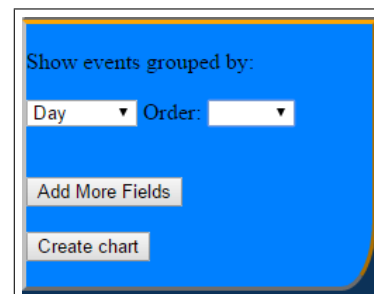 Show events grouped by:
Day Order:
Add More Fields
Create chart